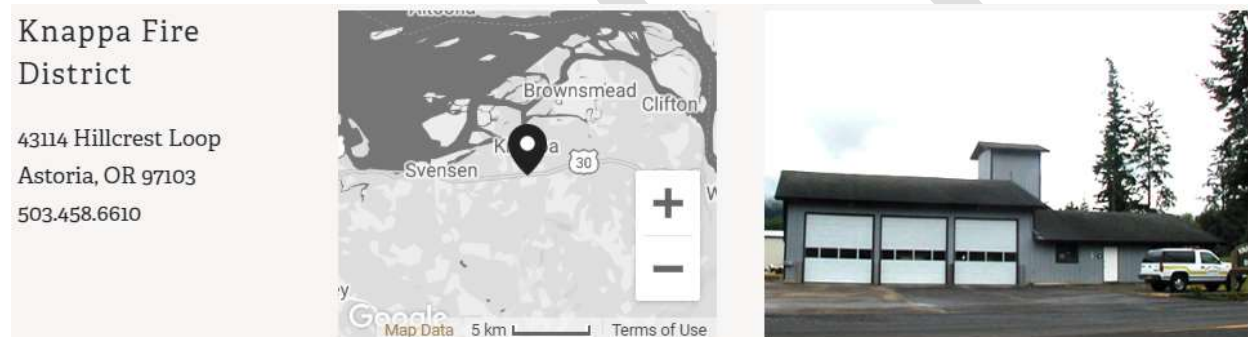 Knappa Fire
District
43114 Hillcrest Loop
Astoria, OR 97103
503.458.6610
Brownsmead
Clifton
Svensen
30
Google
Map Data
5 km
Terms of Use